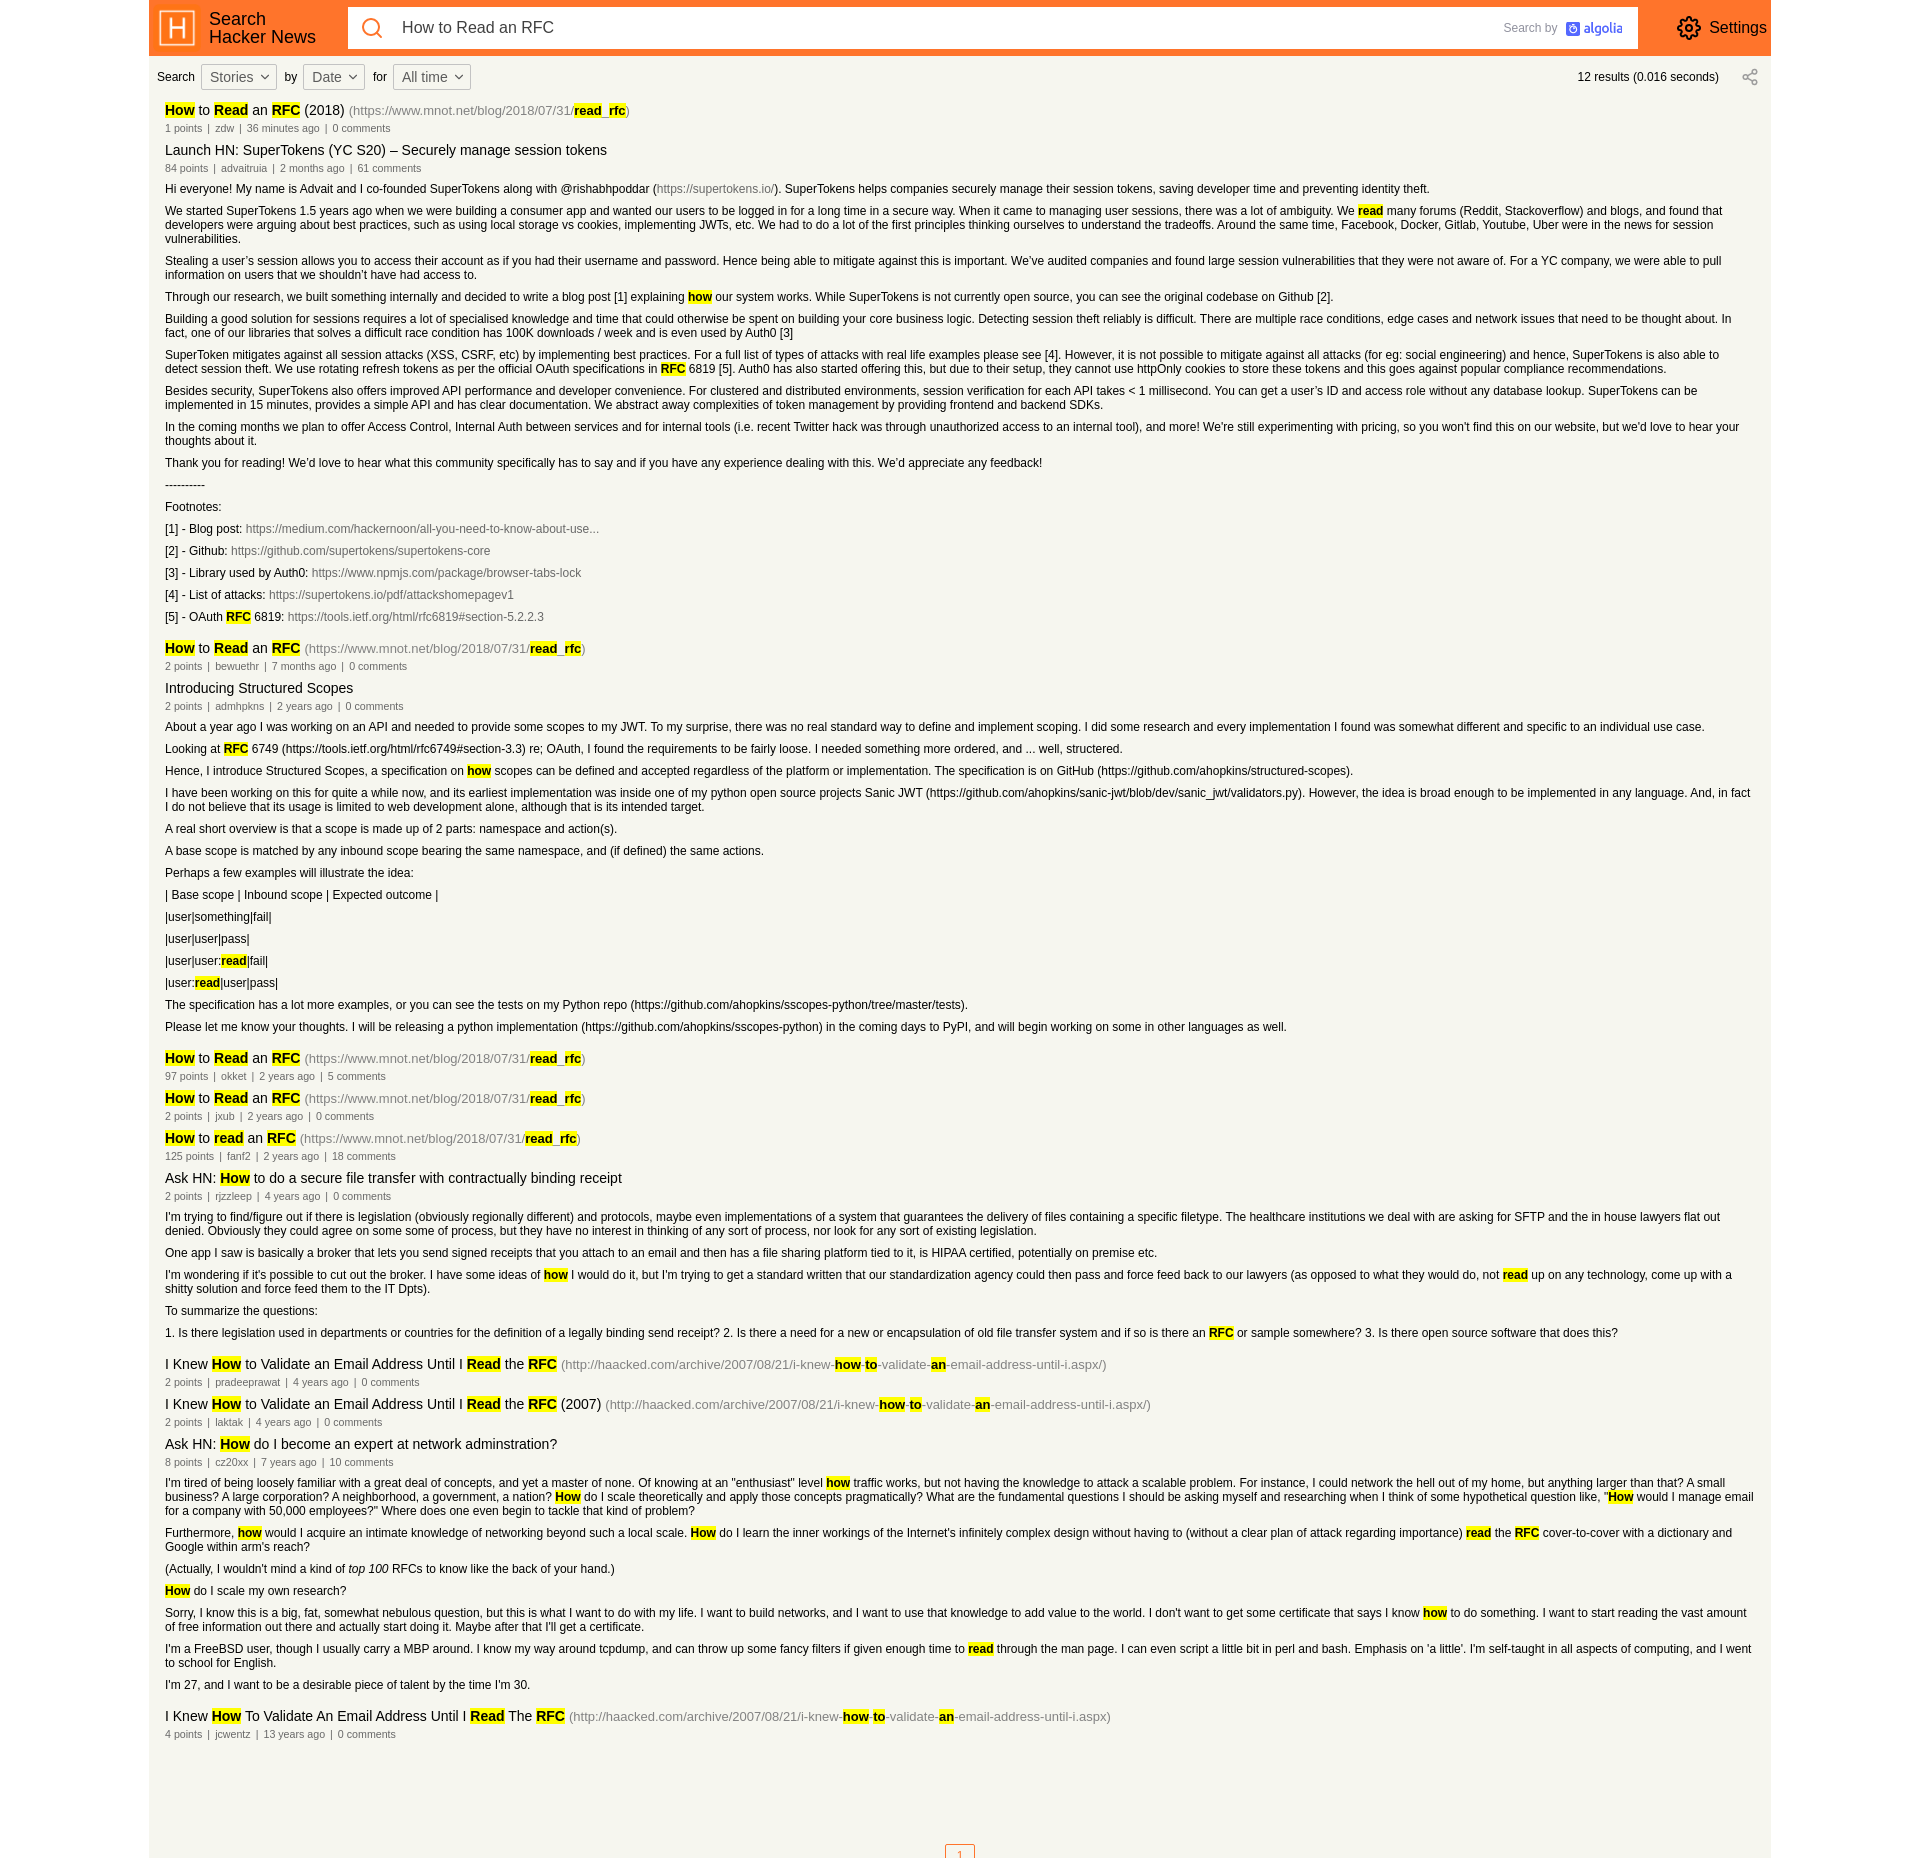 Search
Hacker News
How to Read an RFC
Search by algolia
Settings
Search Stories by Date for All time
12 results (0.016 seconds)
How to Read an RFC (2018) (https://www.mnot.net/blog/2018/07/31/read_rfc)
1 points | zdw | 36 minutes ago | 0 comments
Launch HN: SuperTokens (YC S20) – Securely manage session tokens
84 points | advaitruia | 2 months ago | 61 comments
Hi everyone! My name is Advait and I co-founded SuperTokens along with @rishabhpoddar (https://supertokens.io/). SuperTokens helps companies securely manage their session tokens, saving developer time and preventing identity theft.
We started SuperTokens 1.5 years ago when we were building a consumer app and wanted our users to be logged in for a long time in a secure way. When it came to managing user sessions, there was a lot of ambiguity. We read many forums (Reddit, Stackoverflow) and blogs, and found that
developers were arguing about best practices, such as using local storage vs cookies, implementing JWTs, etc. We had to do a lot of the first principles thinking ourselves to understand the tradeoffs. Around the same time, Facebook, Docker, Gitlab, Youtube, Uber were in the news for session
vulnerabilities.
Stealing a user’s session allows you to access their account as if you had their username and password. Hence being able to mitigate against this is important. We’ve audited companies and found large session vulnerabilities that they were not aware of. For a YC company, we were able to pull
information on users that we shouldn’t have had access to.
Through our research, we built something internally and decided to write a blog post [1] explaining how our system works. While SuperTokens is not currently open source, you can see the original codebase on Github [2].
Building a good solution for sessions requires a lot of specialised knowledge and time that could otherwise be spent on building your core business logic. Detecting session theft reliably is difficult. There are multiple race conditions, edge cases and network issues that need to be thought about. In
fact, one of our libraries that solves a difficult race condition has 100K downloads / week and is even used by Auth0 [3]
SuperToken mitigates against all session attacks (XSS, CSRF, etc) by implementing best practices. For a full list of types of attacks with real life examples please see [4]. However, it is not possible to mitigate against all attacks (for eg: social engineering) and hence, SuperTokens is also able to
detect session theft. We use rotating refresh tokens as per the official OAuth specifications in RFC 6819 [5]. Auth0 has also started offering this, but due to their setup, they cannot use httpOnly cookies to store these tokens and this goes against popular compliance recommendations.
Besides security, SuperTokens also offers improved API performance and developer convenience. For clustered and distributed environments, session verification for each API takes < 1 millisecond. You can get a user’s ID and access role without any database lookup. SuperTokens can be
implemented in 15 minutes, provides a simple API and has clear documentation. We abstract away complexities of token management by providing frontend and backend SDKs.
In the coming months we plan to offer Access Control, Internal Auth between services and for internal tools (i.e. recent Twitter hack was through unauthorized access to an internal tool), and more! We're still experimenting with pricing, so you won't find this on our website, but we'd love to hear your
thoughts about it.
Thank you for reading! We’d love to hear what this community specifically has to say and if you have any experience dealing with this. We’d appreciate any feedback!
----------
Footnotes:
[1] - Blog post: https://medium.com/hackernoon/all-you-need-to-know-about-use...
[2] - Github: https://github.com/supertokens/supertokens-core
[3] - Library used by Auth0: https://www.npmjs.com/package/browser-tabs-lock
[4] - List of attacks: https://supertokens.io/pdf/attackshomepagev1
[5] - OAuth RFC 6819: https://tools.ietf.org/html/rfc6819#section-5.2.2.3
How to Read an RFC (https://www.mnot.net/blog/2018/07/31/read_rfc)
2 points | bewuethr | 7 months ago | 0 comments
Introducing Structured Scopes
2 points | admhpkns | 2 years ago | 0 comments
About a year ago I was working on an API and needed to provide some scopes to my JWT. To my surprise, there was no real standard way to define and implement scoping. I did some research and every implementation I found was somewhat different and specific to an individual use case.
Looking at RFC 6749 (https://tools.ietf.org/html/rfc6749#section-3.3) re; OAuth, I found the requirements to be fairly loose. I needed something more ordered, and ... well, structured.
Hence, I introduce Structured Scopes, a specification on how scopes can be defined and accepted regardless of the platform or implementation. The specification is on GitHub (https://github.com/ahopkins/structured-scopes).
I have been working on this for quite a while now, and its earliest implementation was inside one of my python open source projects Sanic JWT (https://github.com/ahopkins/sanic-jwt/blob/dev/sanic_jwt/validators.py). However, the idea is broad enough to be implemented in any language. And, in fact
I do not believe that its usage is limited to web development alone, although that is its intended target.
A real short overview is that a scope is made up of 2 parts: namespace and action(s).
A base scope is matched by any inbound scope bearing the same namespace, and (if defined) the same actions.
Perhaps a few examples will illustrate the idea:
| Base scope | Inbound scope | Expected outcome |
|user|something|fail|
|user|user|pass|
|user|user:read|fail|
|user:read|user|pass|
The specification has a lot more examples, or you can see the tests on my Python repo (https://github.com/ahopkins/sscopes-python/tree/master/tests).
Please let me know your thoughts. I will be releasing a python implementation (https://github.com/ahopkins/sscopes-python) in the coming days to PyPI, and will begin working on some in other languages as well.
How to Read an RFC (https://www.mnot.net/blog/2018/07/31/read_rfc)
97 points | okket | 2 years ago | 5 comments
How to Read an RFC (https://www.mnot.net/blog/2018/07/31/read_rfc)
2 points | jxub | 2 years ago | 0 comments
How to read an RFC (https://www.mnot.net/blog/2018/07/31/read_rfc)
125 points | fanf2 | 2 years ago | 18 comments
Ask HN: How to do a secure file transfer with contractually binding receipt
2 points | rjzzleep | 4 years ago | 0 comments
I'm trying to find/figure out if there is legislation (obviously regionally different) and protocols, maybe even implementations of a system that guarantees the delivery of files containing a specific filetype. The healthcare institutions we deal with are asking for SFTP and the in house lawyers flat out
denied. Obviously they could agree on some some of process, but they have no interest in thinking of any sort of process, nor look for any sort of existing legislation.
One app I saw is basically a broker that lets you send signed receipts that you attach to an email and then has a file sharing platform tied to it, is HIPAA certified, potentially on premise etc.
I'm wondering if it's possible to cut out the broker. I have some ideas of how I would do it, but I'm trying to get a standard written that our standardization agency could then pass and force feed back to our lawyers (as opposed to what they would do, not read up on any technology, come up with a
shitty solution and force feed them to the IT Dpts).
To summarize the questions:
1. Is there legislation used in departments or countries for the definition of a legally binding send receipt? 2. Is there a need for a new or encapsulation of old file transfer system and if so is there an RFC or sample somewhere? 3. Is there open source software that does this?
I Knew How to Validate an Email Address Until I Read the RFC (http://haacked.com/archive/2007/08/21/i-knew-how-to-validate-an-email-address-until-i.aspx/)
2 points | pradeeprawat | 4 years ago | 0 comments
I Knew How to Validate an Email Address Until I Read the RFC (2007) (http://haacked.com/archive/2007/08/21/i-knew-how-to-validate-an-email-address-until-i.aspx/)
2 points | laktak | 4 years ago | 0 comments
Ask HN: How do I become an expert at network adminstration?
8 points | cz20xx | 7 years ago | 10 comments
I'm tired of being loosely familiar with a great deal of concepts, and yet a master of none. Of knowing at an "enthusiast" level how traffic works, but not having the knowledge to attack a scalable problem. For instance, I could network the hell out of my home, but anything larger than that? A small
business? A large corporation? A neighborhood, a government, a nation? How do I scale theoretically and apply those concepts pragmatically? What are the fundamental questions I should be asking myself and researching when I think of some hypothetical question like, "How would I manage email
for a company with 50,000 employees?" Where does one even begin to tackle that kind of problem?
Furthermore, how would I acquire an intimate knowledge of networking beyond such a local scale. How do I learn the inner workings of the Internet's infinitely complex design without having to (without a clear plan of attack regarding importance) read the RFC cover-to-cover with a dictionary and
Google within arm's reach?
(Actually, I wouldn't mind a kind of top 100 RFCs to know like the back of your hand.)
How do I scale my own research?
Sorry, I know this is a big, fat, somewhat nebulous question, but this is what I want to do with my life. I want to build networks, and I want to use that knowledge to add value to the world. I don't want to get some certificate that says I know how to do something. I want to start reading the vast amount
of free information out there and actually start doing it. Maybe after that I'll get a certificate.
I'm a FreeBSD user, though I usually carry a MBP around. I know my way around tcpdump, and can throw up some fancy filters if given enough time to read through the man page. I can even script a little bit in perl and bash. Emphasis on 'a little'. I'm self-taught in all aspects of computing, and I went
to school for English.
I'm 27, and I want to be a desirable piece of talent by the time I'm 30.
I Knew How To Validate An Email Address Until I Read The RFC (http://haacked.com/archive/2007/08/21/i-knew-how-to-validate-an-email-address-until-i.aspx)
4 points | jcwentz | 13 years ago | 0 comments
1